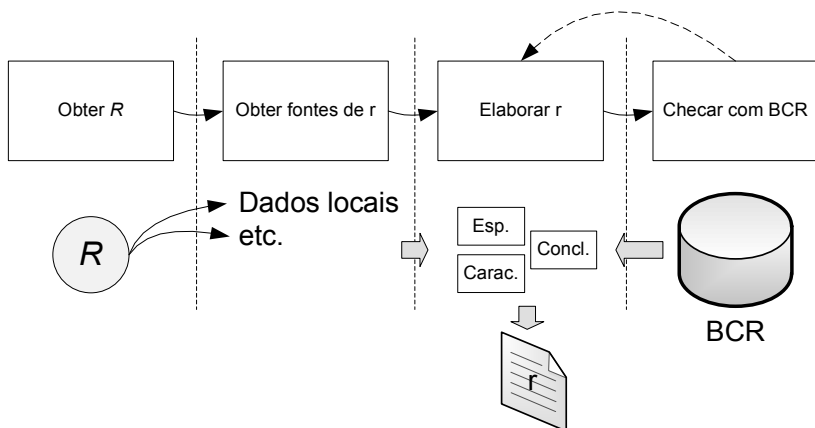 Obter R
Obter fontes de r
Elaborar r
Checar com BCR
R
Dados locais
etc.
Esp.
Concl.
Carac.
BCR
r